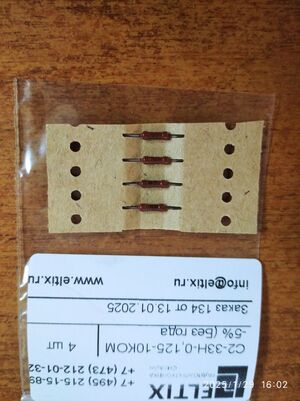 ELTIX
+7 (495) 215-15-89
+7 (473) 212-01-32
С2-33Н-0,125-10КОМ
4 шт
-5% (Без года
Заказ 134 от 13.01.2025
www.eltix.ru
info@eltix.ru
2025/1/29 16:02